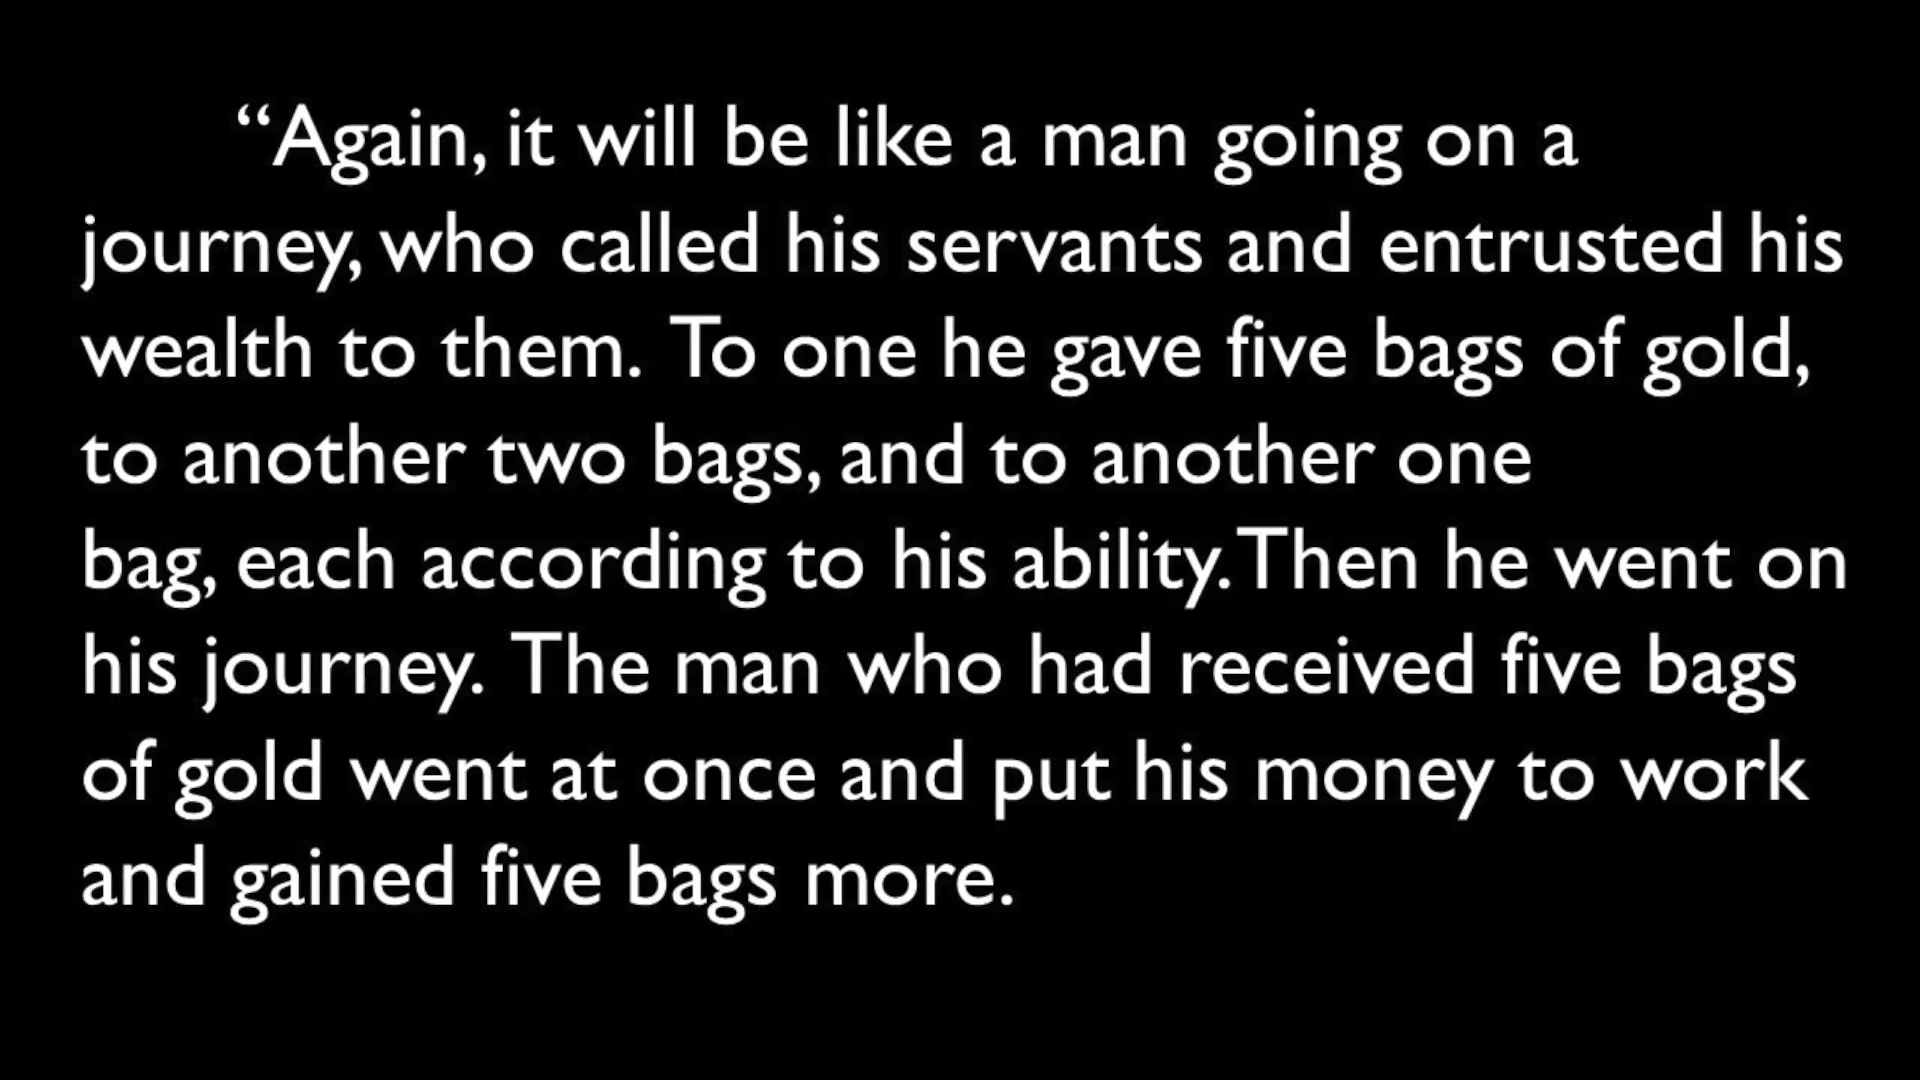 “Again, it will be like a man going on a
journey, who called his servants and entrusted his
wealth to them. To one he gave five bags of gold,
to another two bags, and to another one
bag, each according to his ability. Then he went on
his journey. The man who had received five bags
of gold went at once and put his money to work
and gained five bags more.